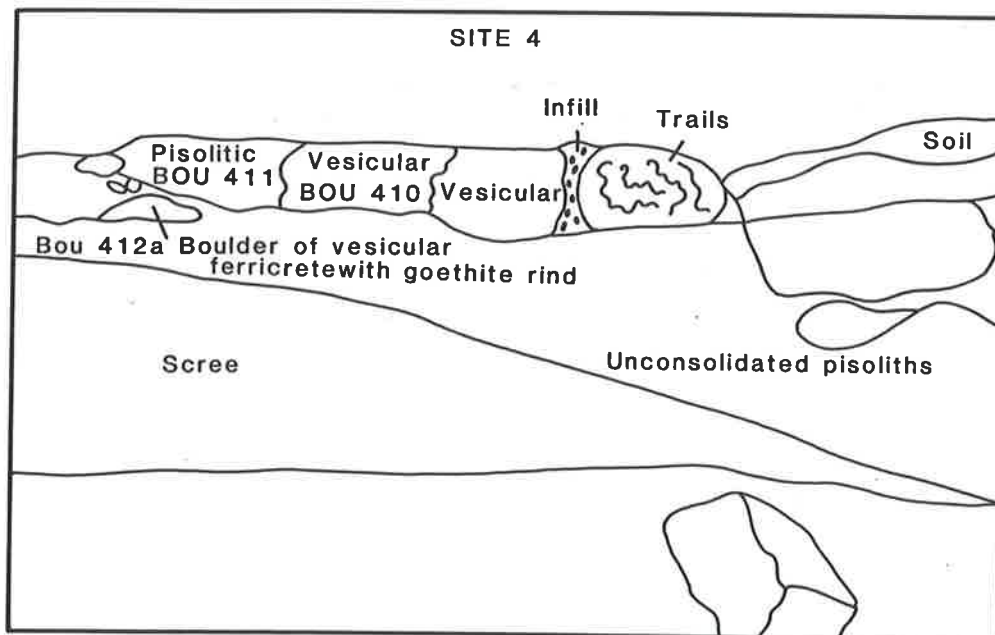 SITE 4
Infill
Trails
Soil
Pisolitic
BOU 411
Vesicular
BOU 410
Vesicular
Bou 412a Boulder of vesicular
ferricretewith goethite rind
Scree
Unconsolidated pisoliths